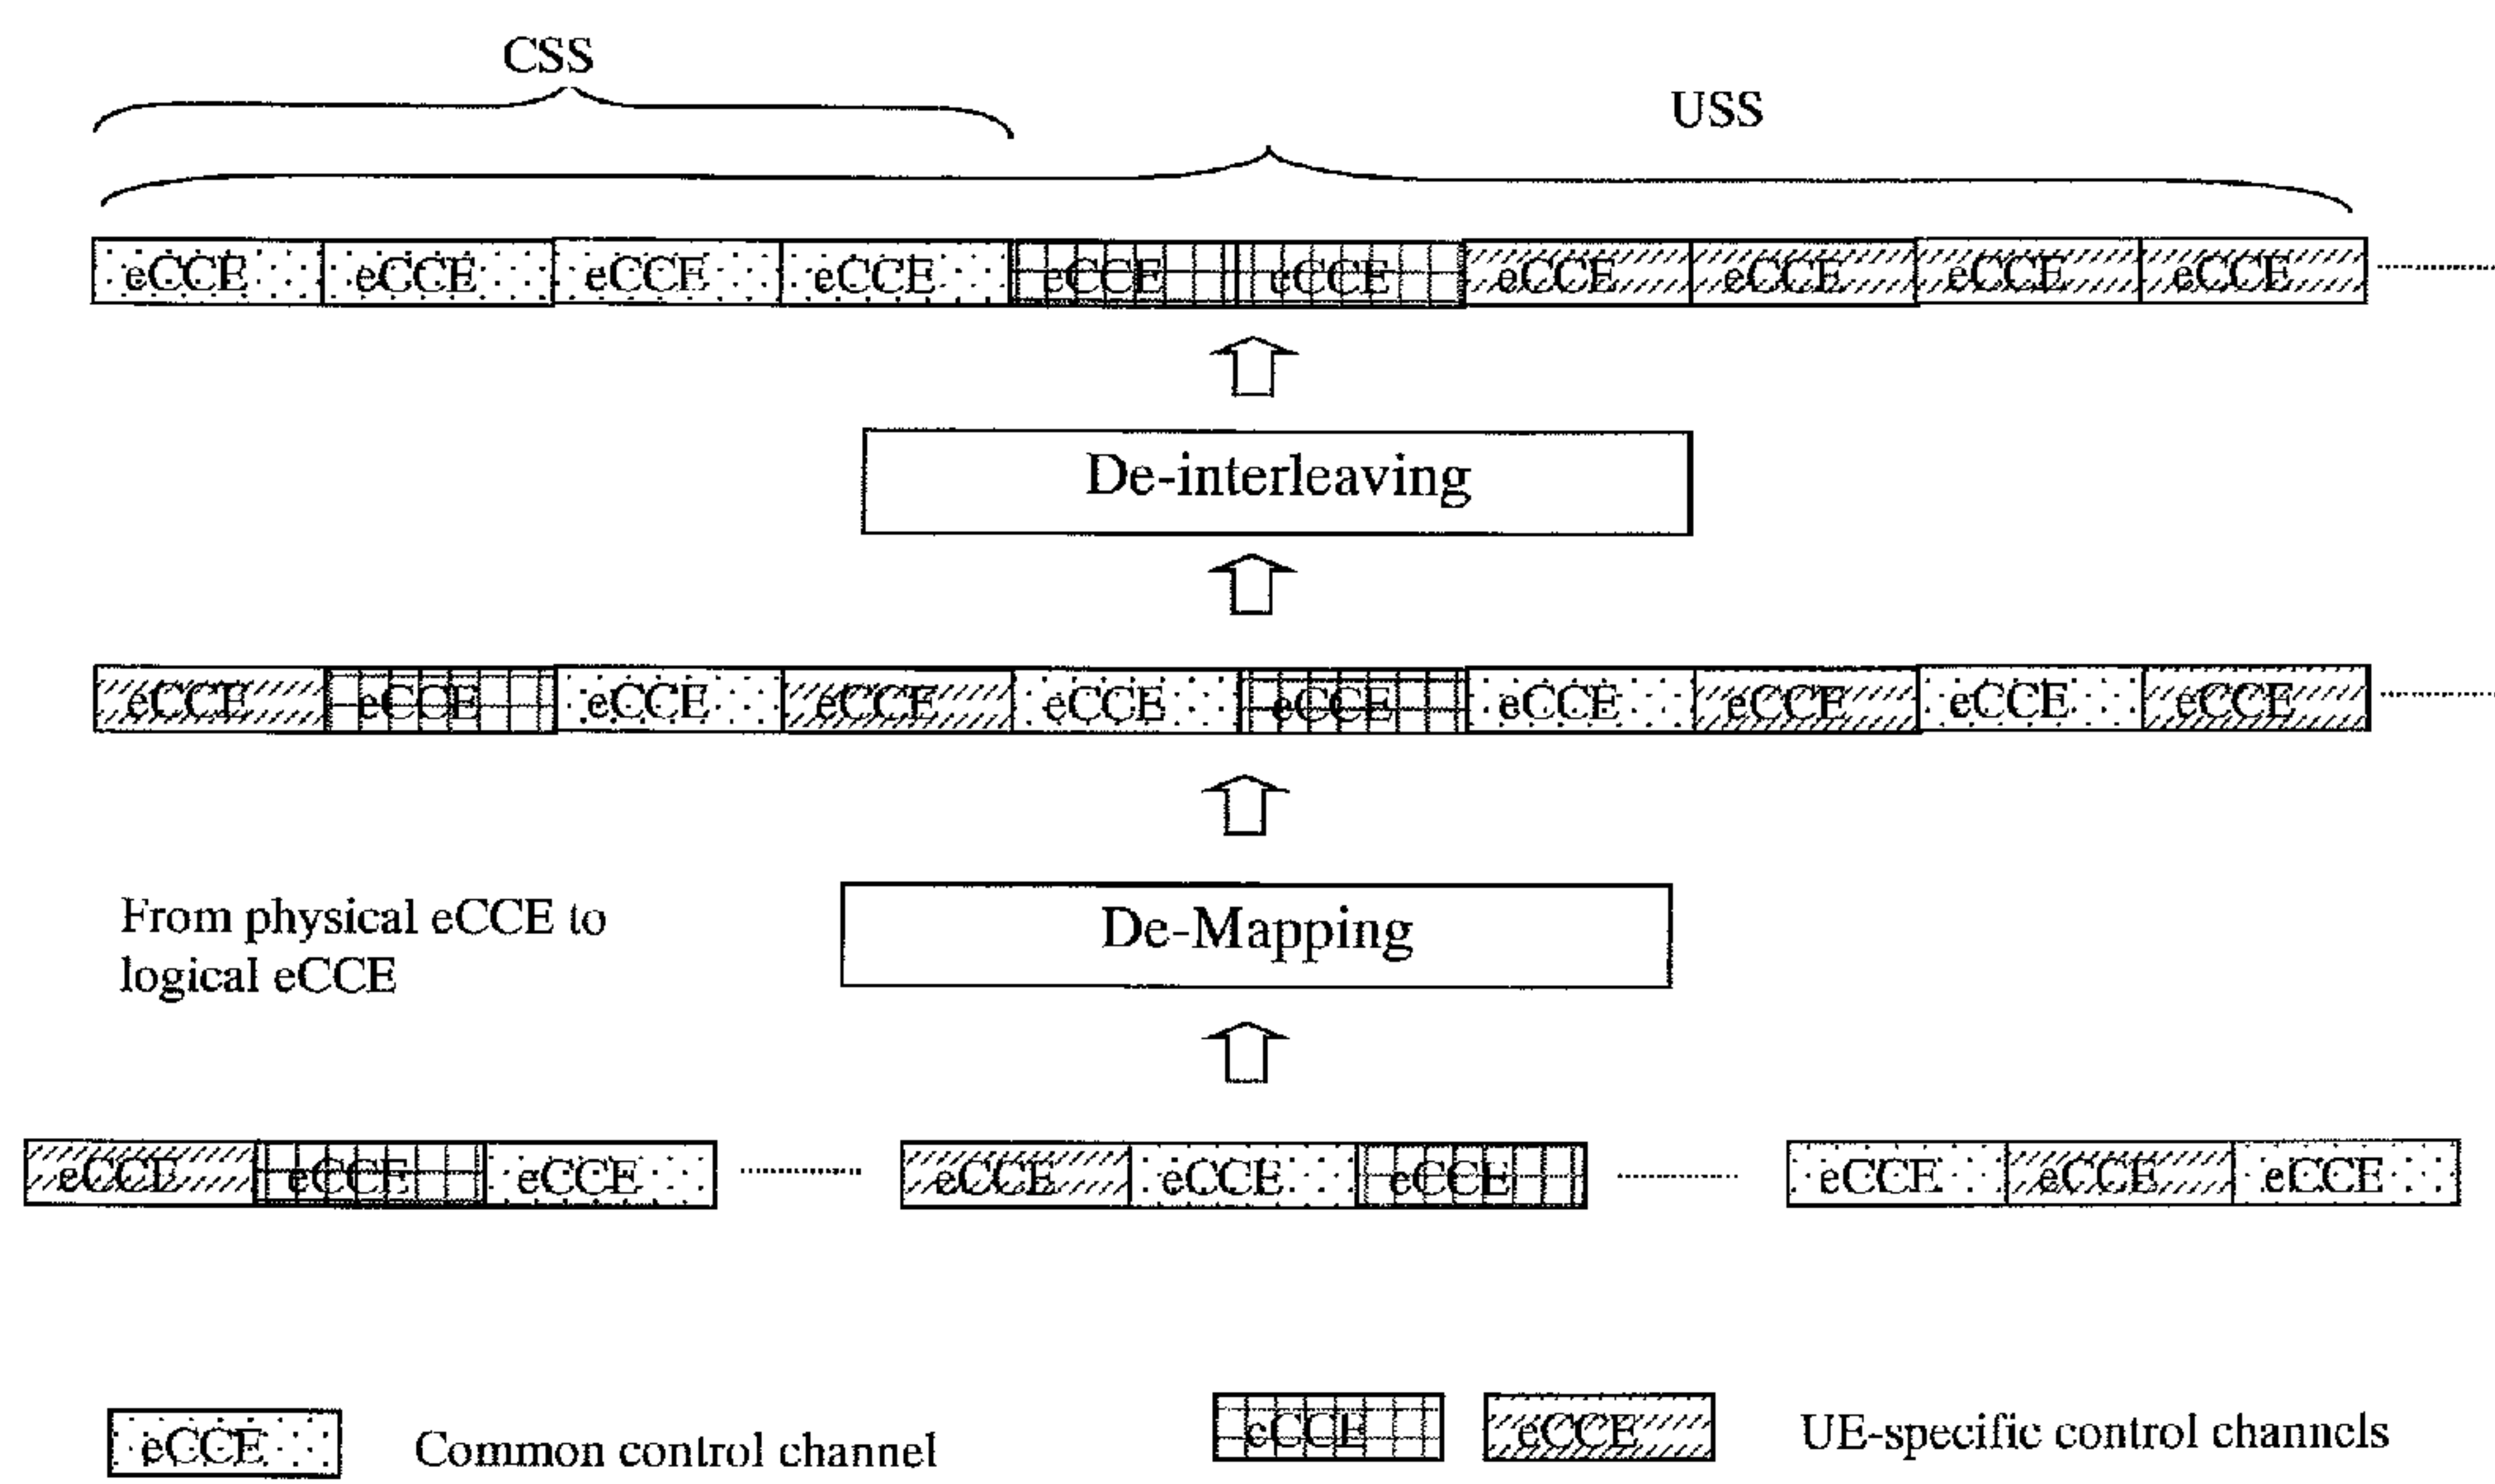 CSS
USS
eCCE eCCE eCCE eCCE eCCE eCCE eCCE eCCE eCCE eCCE
De-interleaving
eCCE eCCE eCCE eCCE eCCE eCCE eCCE eCCE eCCE eCCE
From physical eCCE to
logical eCCE
De-Mapping
eCCE eCCE eCCE eCCE eCCE eCCE eCCE eCCE eCCE
eCCE Common control channel eCCE eCCE UE-specific control channels